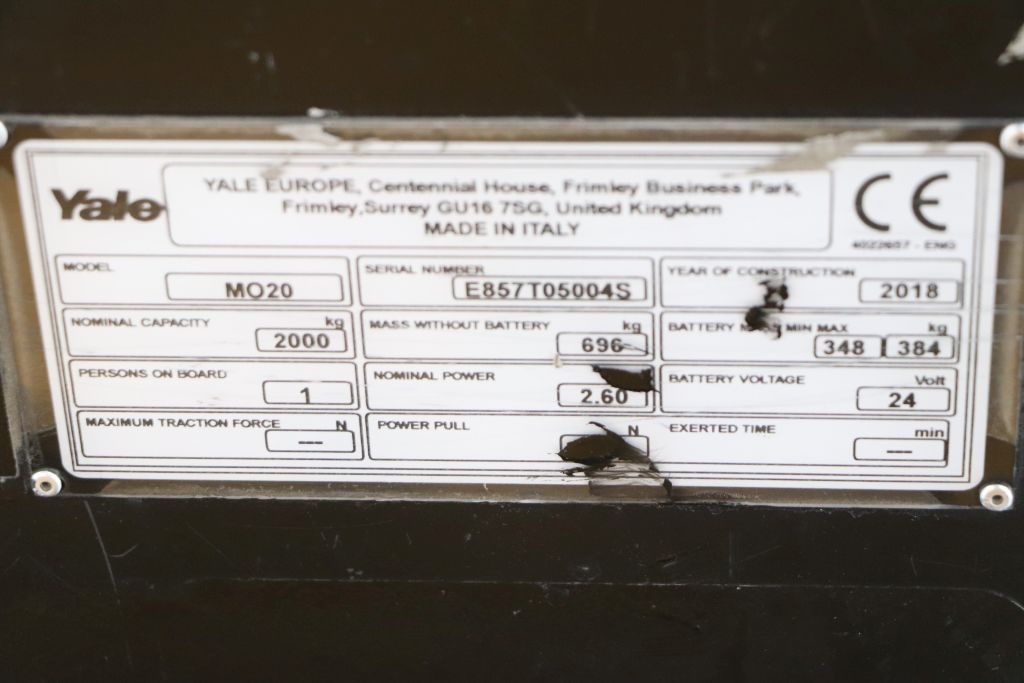 Yale
YALE EUROPE, Centennial House, Frimley Business Park,
Frimley,Surrey GU16 7SG, United Kingdom
MADE IN ITALY
CE
MODEL
MO20
SERIAL NUMBER
E857T05004S
YEAR OF CONSTRUCTION
2018
NOMINAL CAPACITY kg
2000
MASS WITHOUT BATTERY kg
696
BATTERY MIN MAX kg
348 384
PERSONS ON BOARD
1
NOMINAL POWER
2.60
BATTERY VOLTAGE Volt
24
MAXIMUM TRACTION FORCE N
---
POWER PULL N
EXERTED TIME min
---